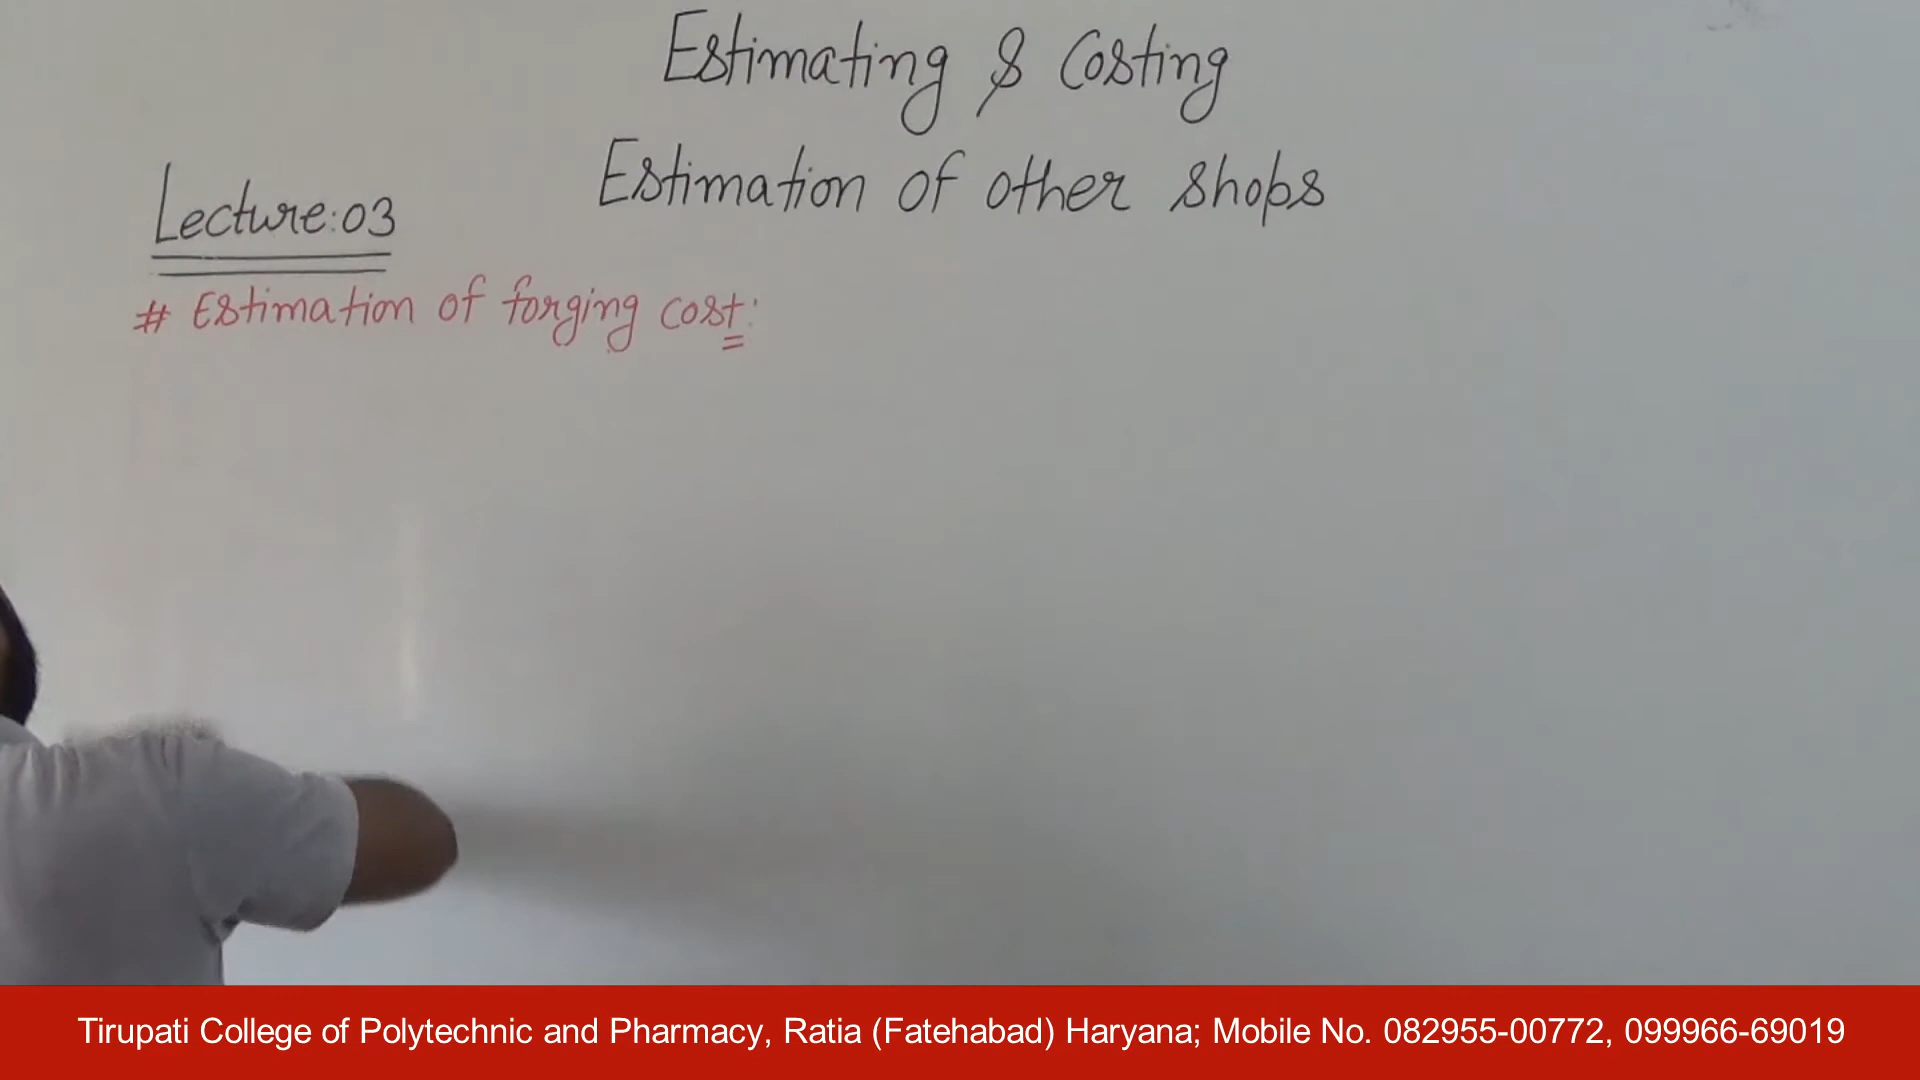 Estimating & Costing
Estimation of other shops
Lecture:03
# Estimation of forging cost:
Tirupati College of Polytechnic and Pharmacy, Ratia (Fatehabad) Haryana; Mobile No. 082955-00772, 099966-69019